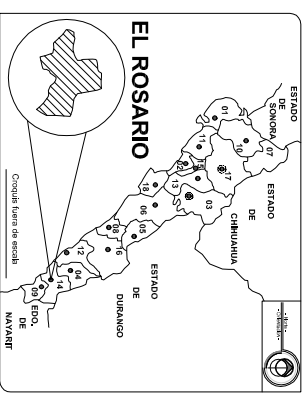 ESTADO
DE
SONORA
ESTADO
DE
CHIHUAHUA
ESTADO
DE
DURANGO
EDO.
DE
NAYARIT
EL ROSARIO
Croquis fuera de escala
- Norte -
01
07
10
11
17
15
02
13
03
18
06
05
08
16
12
04
14
09